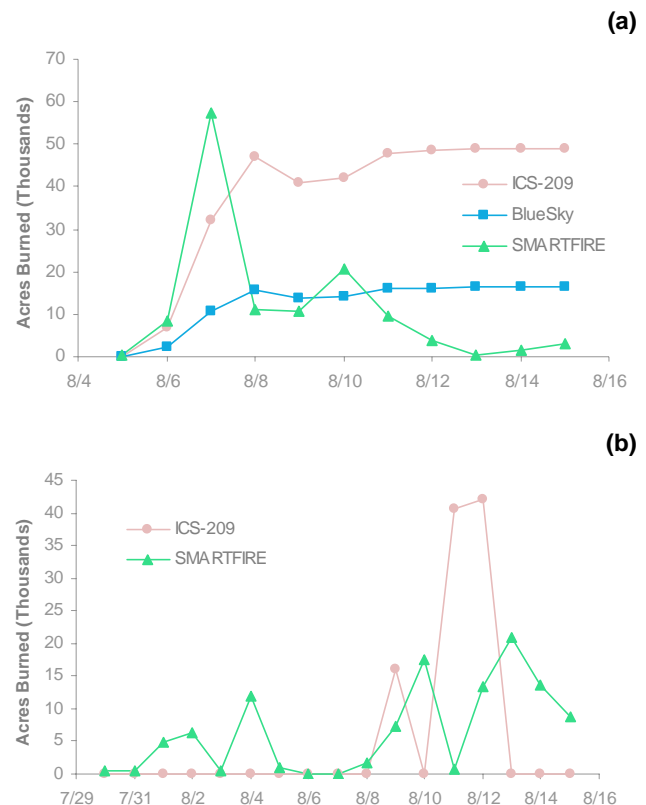 (a)
70
60
50
40
30
20
10
0
Acres Burned (Thousands)
ICS-209
BlueSky
SMARTFIRE
8/4 8/6 8/8 8/10 8/12 8/14 8/16
(b)
45
40
35
30
25
20
15
10
5
0
Acres Burned (Thousands)
ICS-209
SMARTFIRE
7/29 7/31 8/2 8/4 8/6 8/8 8/10 8/12 8/14 8/16